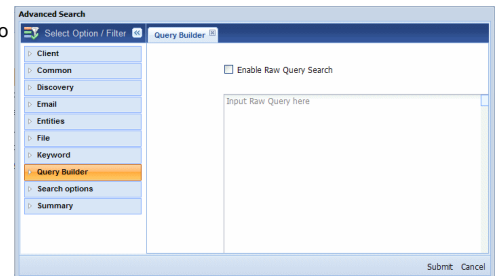 Advanced Search
o
Select Option / Filter
Query Builder
Client
Common
Discovery
Email
Entities
File
Keyword
Query Builder
Search options
Summary
Enable Raw Query Search
Input Raw Query here
Submit Cancel